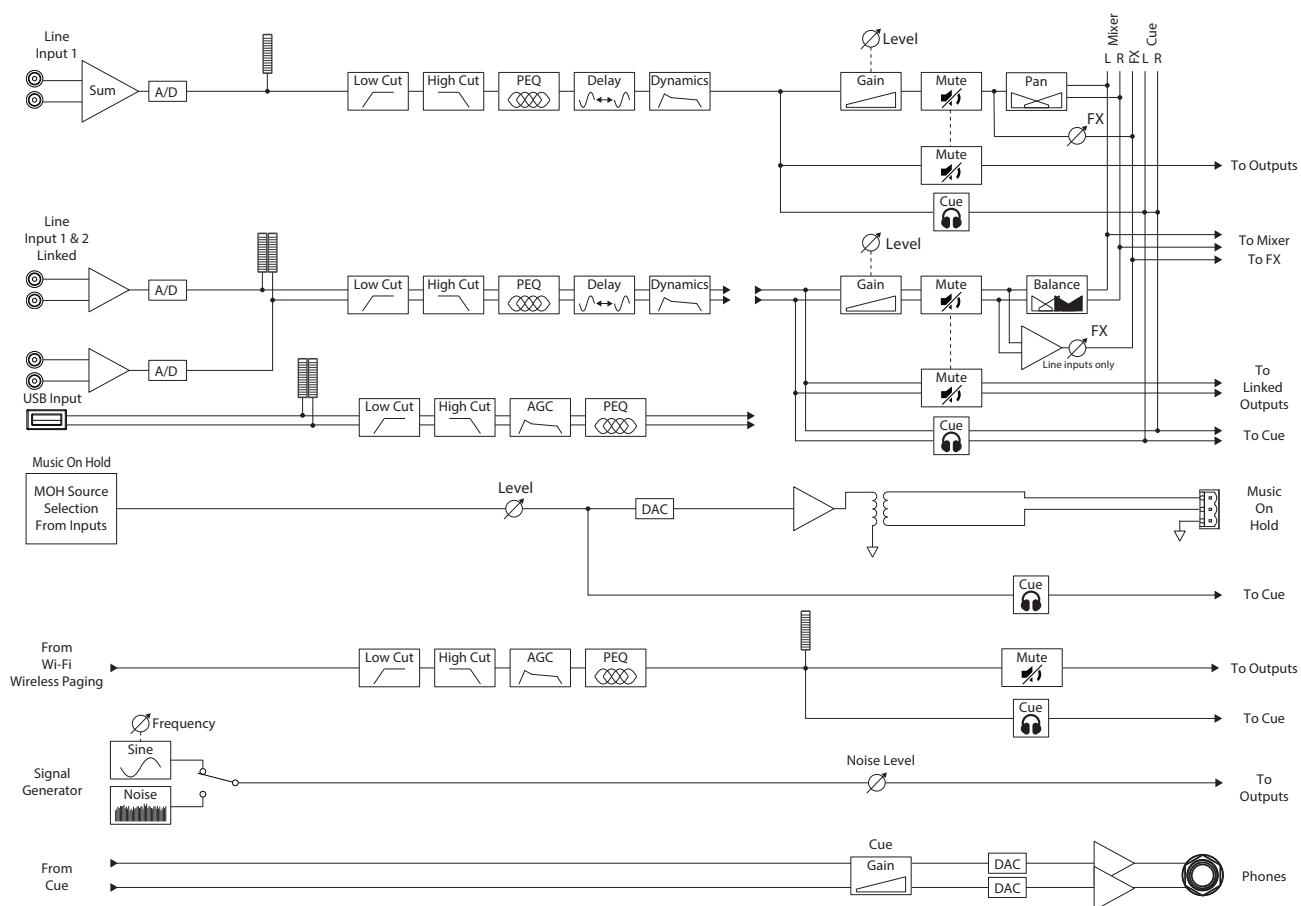 Line
Input 1
Sum
A/D
Low Cut
High Cut
PEQ
Delay
Dynamics
Level
Gain
Mute
Pan
FX
Mixer
Cue
L R FX L R
Mute
To Outputs
Cue
Line
Input 1 & 2
Linked
A/D
Low Cut
High Cut
PEQ
Delay
Dynamics
Level
Gain
Mute
Balance
To Mixer
To FX
FX
Line inputs only
A/D
Mute
To
Linked
Outputs
USB Input
Low Cut
High Cut
AGC
PEQ
Cue
To Cue
Music On Hold
MOH Source
Selection
From Inputs
Level
DAC
Music
On
Hold
Cue
To Cue
From
Wi-Fi
Wireless Paging
Low Cut
High Cut
AGC
PEQ
Mute
To Outputs
Cue
To Cue
Signal
Generator
Frequency
Sine
Noise
Noise Level
To
Outputs
From
Cue
Cue
Gain
DAC
DAC
Phones